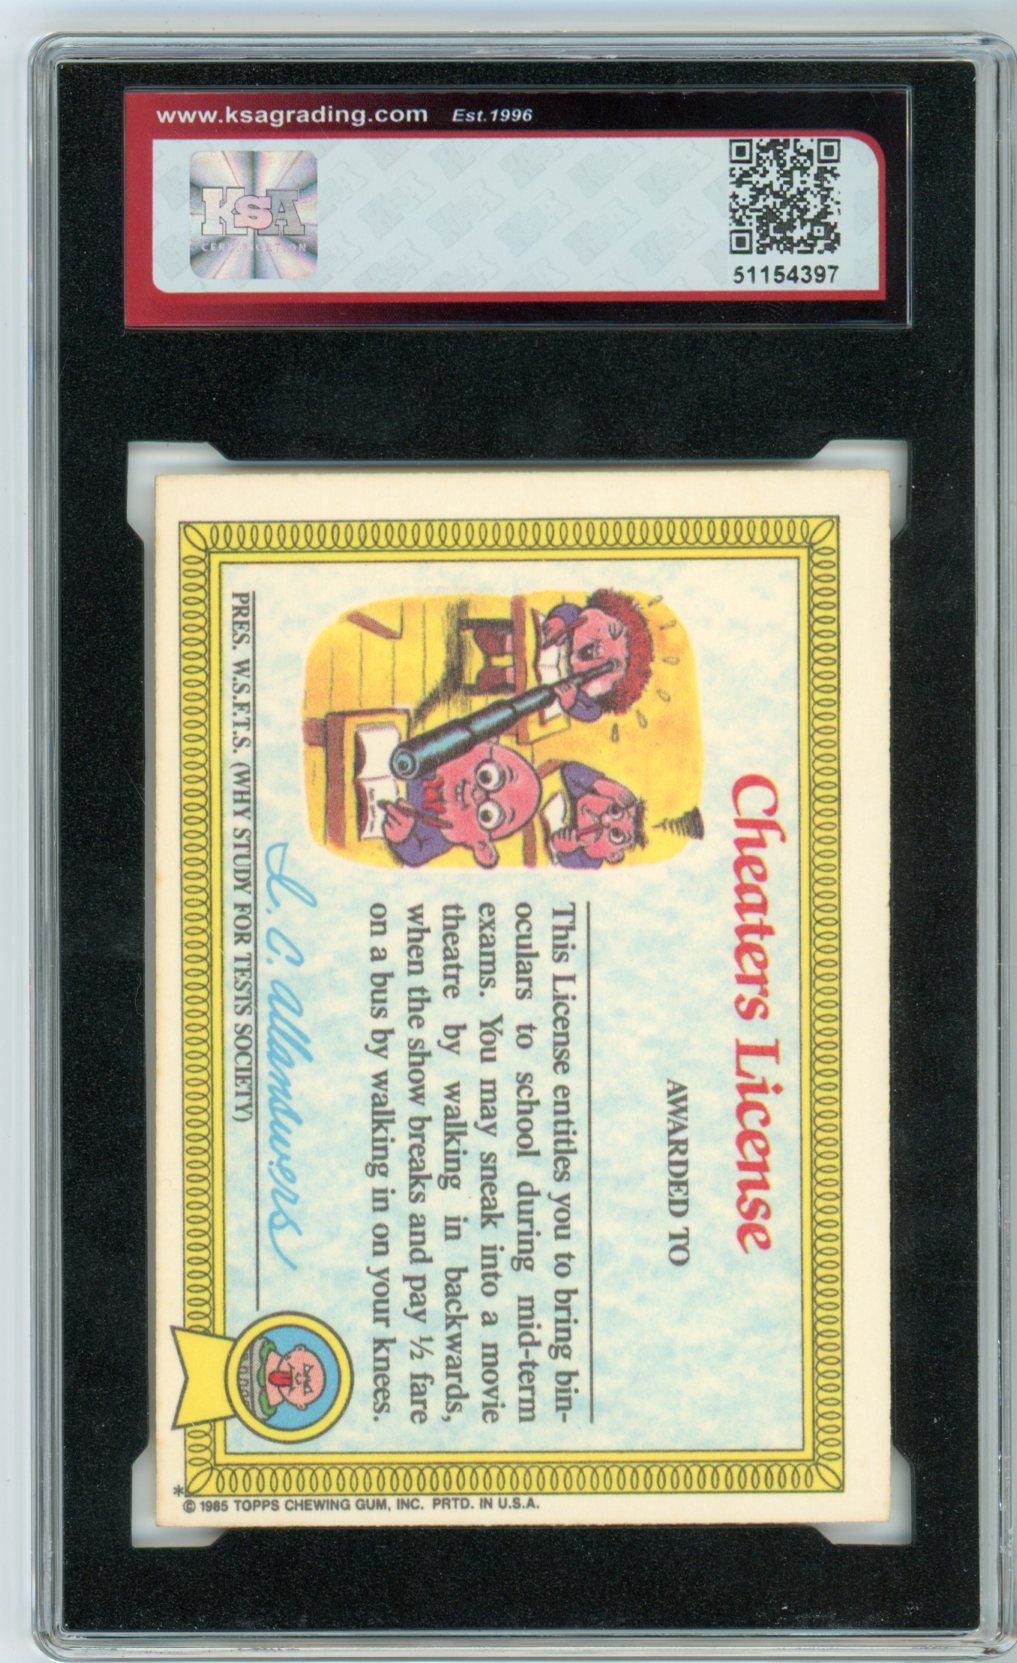 www.ksagrading.com Est.1996
KSA
CERTIFICATION
51154397
Cheaters License
AWARDED TO
This License entitles you to bring bin-
oculars to school during mid-term
exams. You may sneak into a movie
theatre by walking in backwards,
when the show breaks and pay ½ fare
on a bus by walking in on your knees.
I. C. Allanswers
PRES. W.S.F.T.S. (WHY STUDY FOR TESTS SOCIETY)
*
© 1985 TOPPS CHEWING GUM, INC. PRTD. IN U.S.A.